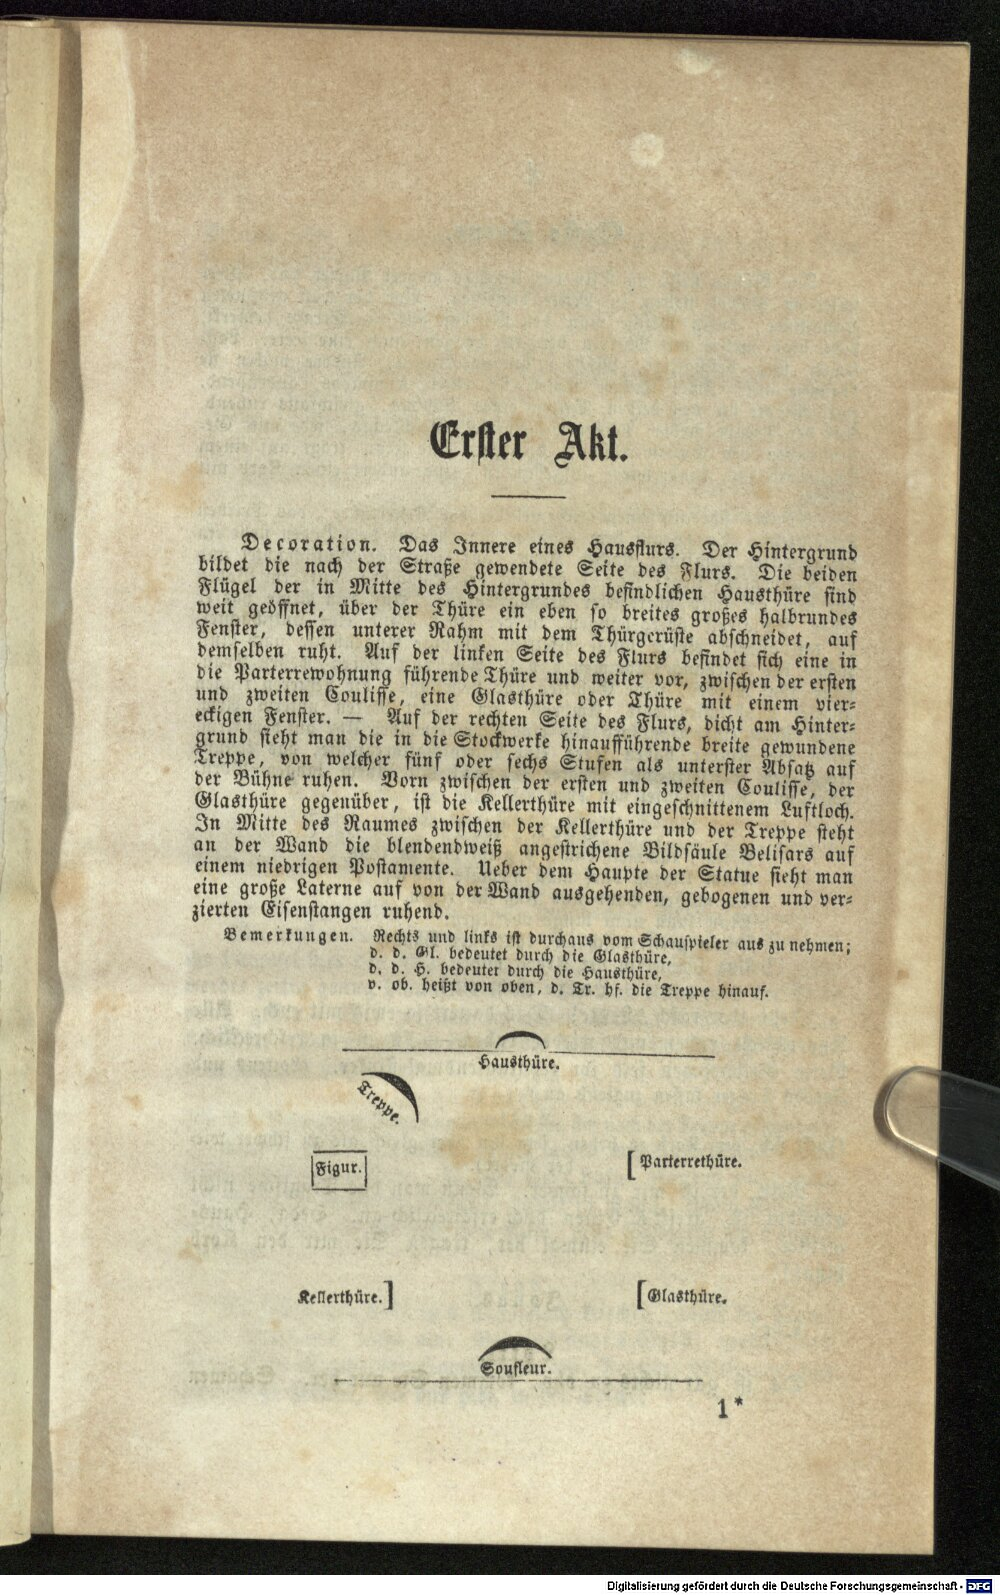 Erster Akt.
Decoration. Das Innere eines Hausflurs. Der Hintergrund
bildet die nach der Straße gewendete Seite des Flurs. Die beiden
Flügel der in Mitte des Hintergrundes befindlichen Hausthüre sind
weit geöffnet, über der Thüre ein eben so breites großes halbrundes
Fenster, dessen unterer Rahm mit dem Thürgerüste abschneidet, auf
demselben ruht. Auf der linken Seite des Flurs befindet sich eine in
die Parterrewohnung führende Thüre und weiter vor, zwischen der ersten
und zweiten Coulisse, eine Glasthüre oder Thüre mit einem vier-
eckigen Fenster. — Auf der rechten Seite des Flurs, dicht am Hinter-
grund sieht man die in die Stockwerke hinaufführende breite gewundene
Treppe, von welcher fünf oder sechs Stufen als unterster Absatz auf
der Bühne ruhen. Vorn zwischen der ersten und zweiten Coulisse, der
Glasthüre gegenüber, ist die Kellerthüre mit eingeschnittenem Luftloch.
In Mitte des Raumes zwischen der Kellerthüre und der Treppe steht
an der Wand die blendendweiß angestrichene Bildsäule Belisars auf
einem niedrigen Postamente. Ueber dem Haupte der Statue sieht man
eine große Laterne auf von der Wand ausgehenden, gebogenen und ver-
zierten Eisenstangen ruhend.
Bemerkungen. Rechts und links ist durchaus vom Schauspieler aus zu nehmen;
d. d. Gl. bedeutet durch die Glasthüre,
d. d. H. bedeutet durch die Hausthüre,
v. ob. heißt von oben, d. Tr. hf. die Treppe hinauf.
Hausthüre.
Treppe.
Figur.
Parterrethüre.
Kellerthüre.
Glasthüre.
Soufleur.
1*
Digitalisierung gefördert durch die Deutsche Forschungsgemeinschaft - DFG